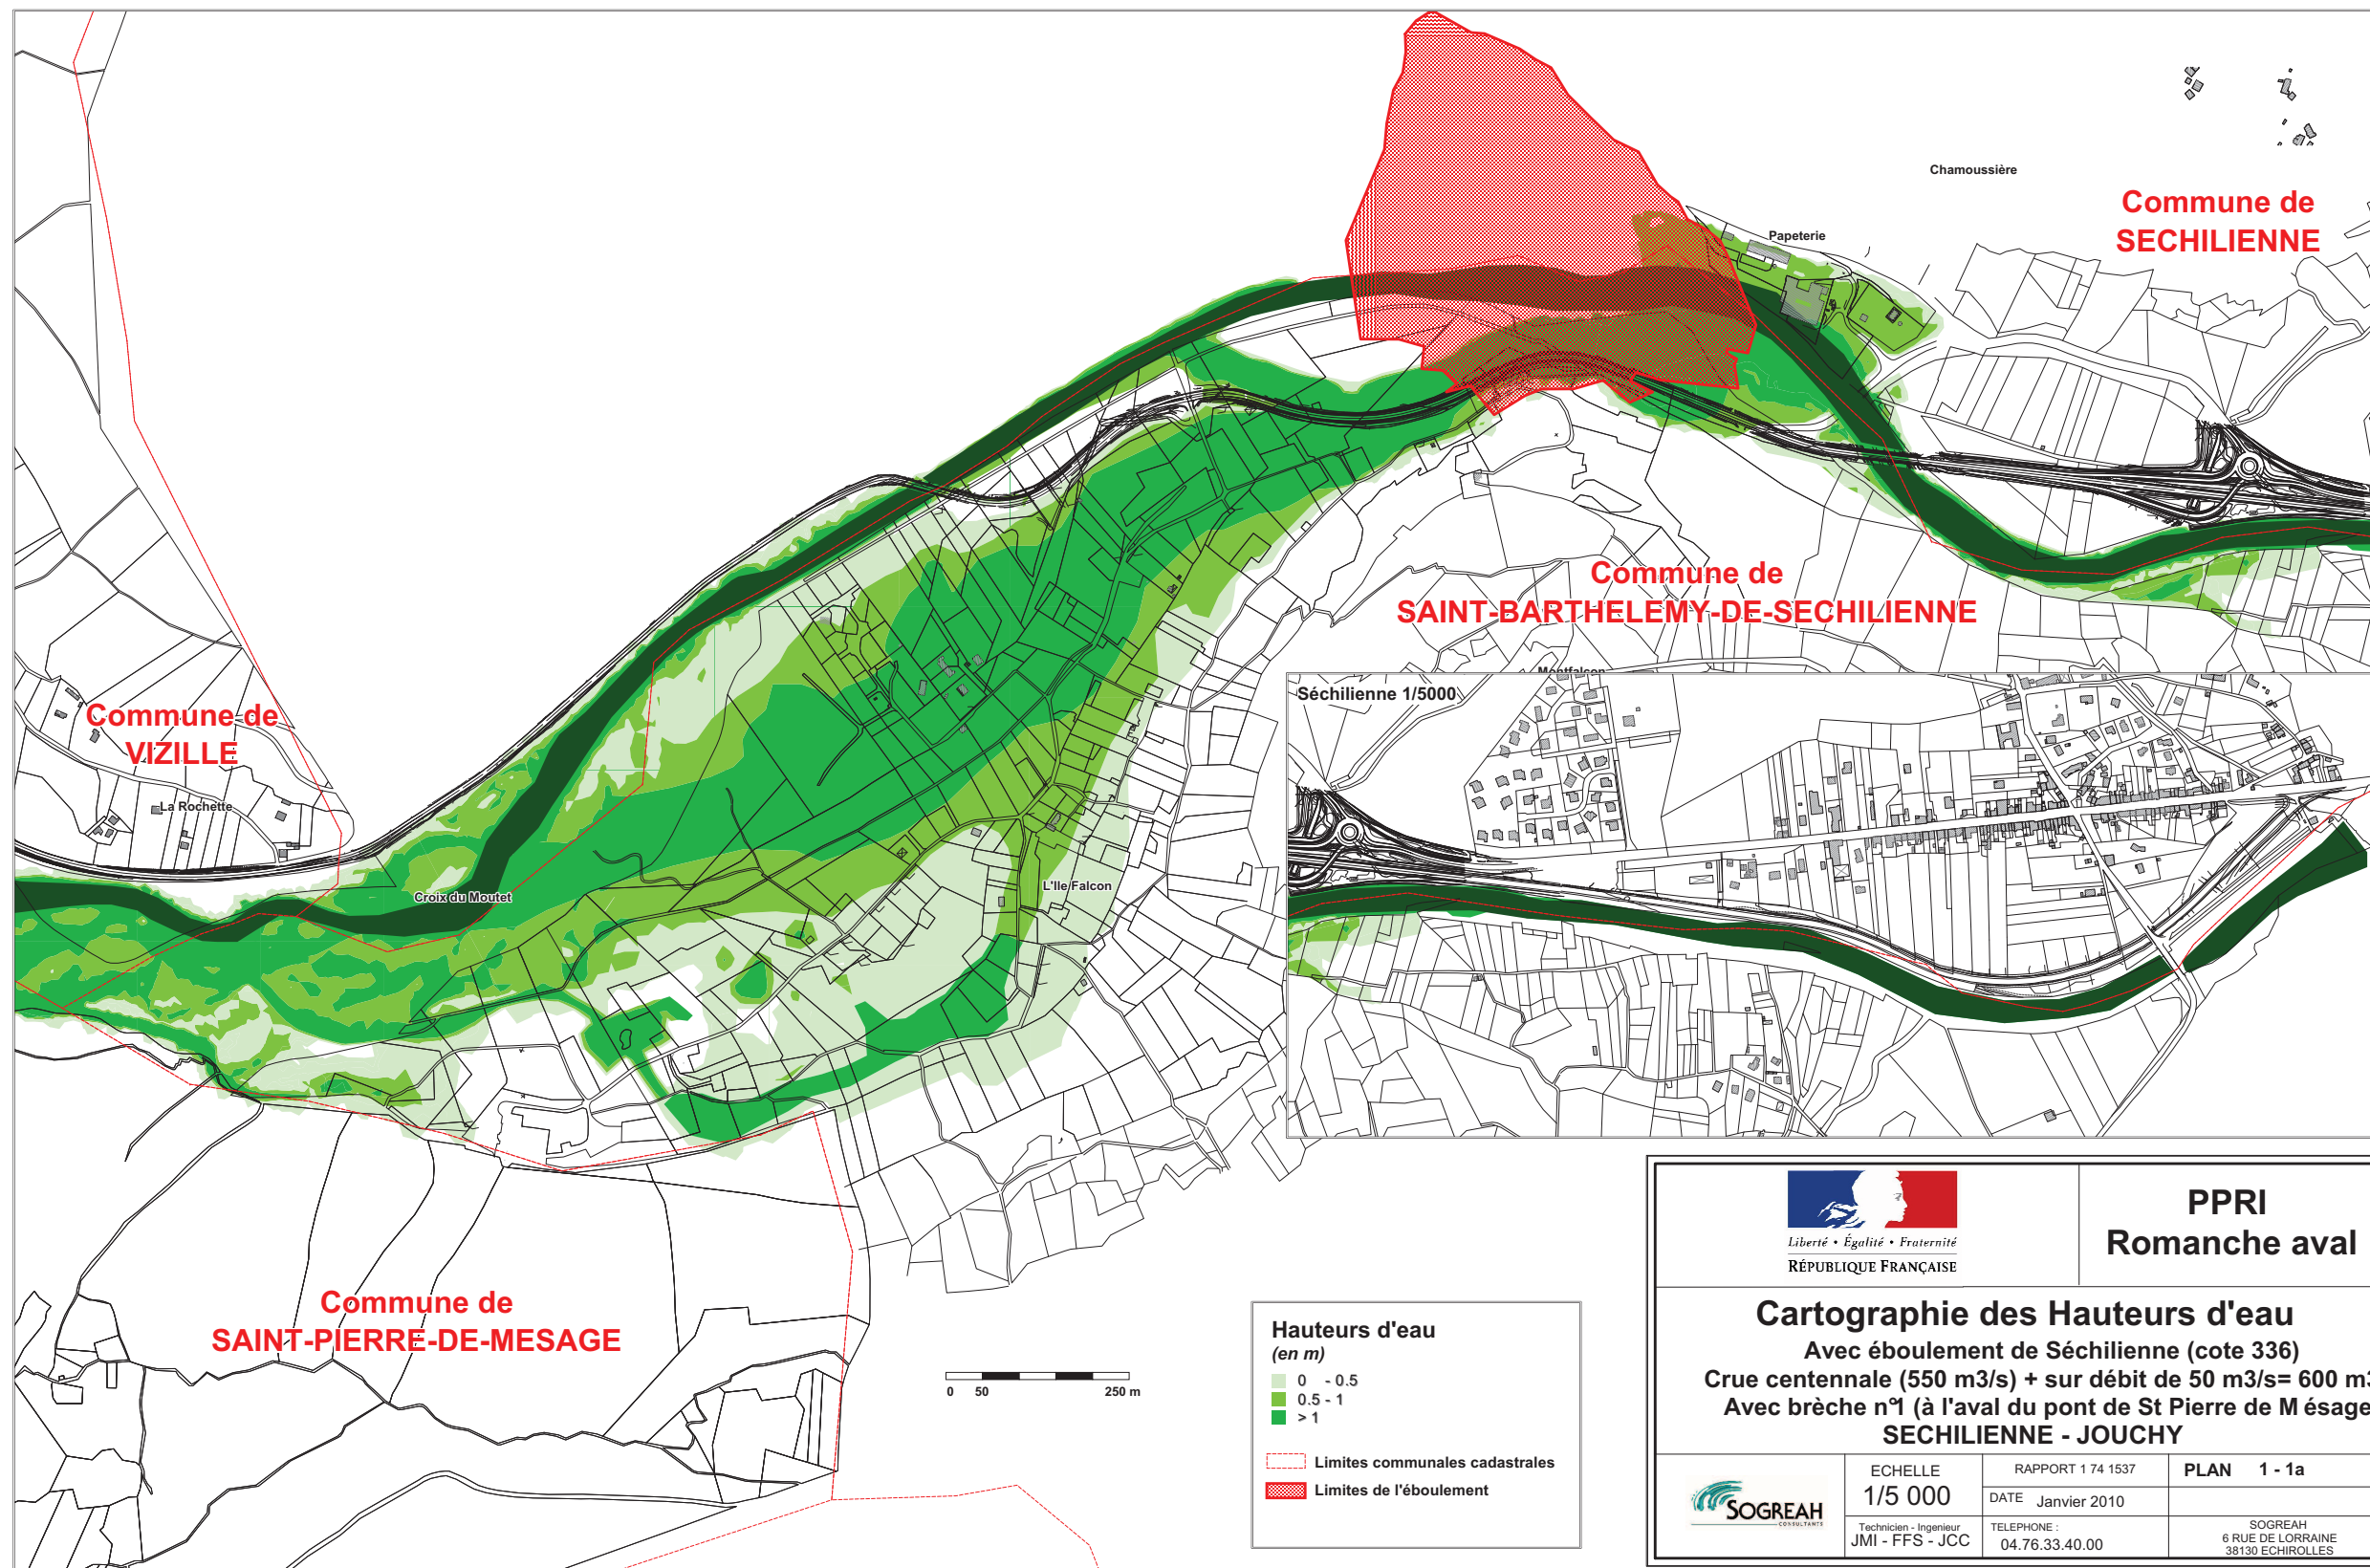 Chamoussière
Commune de
SECHILIENNE
Papeterie
Commune de
SAINT-BARTHELEMY-DE-SECHILIENNE
Montfalcon
Séchilienne 1/5000
Commune de
VIZILLE
La Rochette
Croix du Moutet
L'Ile Falcon
Commune de
SAINT-PIERRE-DE-MESAGE
0 50 250 m
Hauteurs d'eau
(en m)
0 - 0.5
0.5 - 1
> 1
Limites communales cadastrales
Limites de l'éboulement
Liberté • Égalité • Fraternité
RÉPUBLIQUE FRANÇAISE
PPRI
Romanche aval
Cartographie des Hauteurs d'eau
Avec éboulement de Séchilienne (cote 336)
Crue centennale (550 m3/s) + sur débit de 50 m3/s= 600 m3
Avec brèche n°1 (à l'aval du pont de St Pierre de M ésage
SECHILIENNE - JOUCHY
SOGREAH
CONSULTANTS
ECHELLE
1/5 000
RAPPORT 1 74 1537
PLAN 1 - 1a
DATE Janvier 2010
Technicien - Ingenieur
JMI - FFS - JCC
TELEPHONE :
04.76.33.40.00
SOGREAH
6 RUE DE LORRAINE
38130 ECHIROLLES